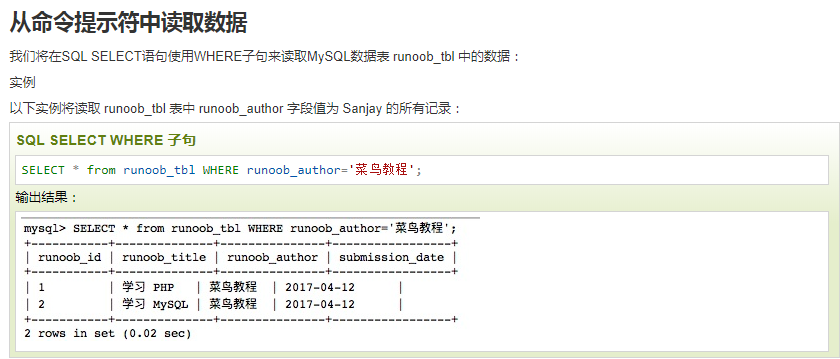 从命令提示符中读取数据
我们将在SQL SELECT语句使用WHERE子句来读取MySQL数据表 runoob_tbl 中的数据：
实例
以下实例将读取 runoob_tbl 表中 runoob_author 字段值为 Sanjay 的所有记录：
SQL SELECT WHERE 子句
SELECT * from runoob_tbl WHERE runoob_author='菜鸟教程';
输出结果：
mysql> SELECT * from runoob_tbl WHERE runoob_author='菜鸟教程';
+-----------+--------------+---------------+-----------------+
| runoob_id | runoob_title | runoob_author | submission_date |
+-----------+--------------+---------------+-----------------+
| 1         | 学习 PHP   | 菜鸟教程  | 2017-04-12      |
| 2         | 学习 MySQL | 菜鸟教程  | 2017-04-12      |
+-----------+--------------+---------------+-----------------+
2 rows in set (0.02 sec)